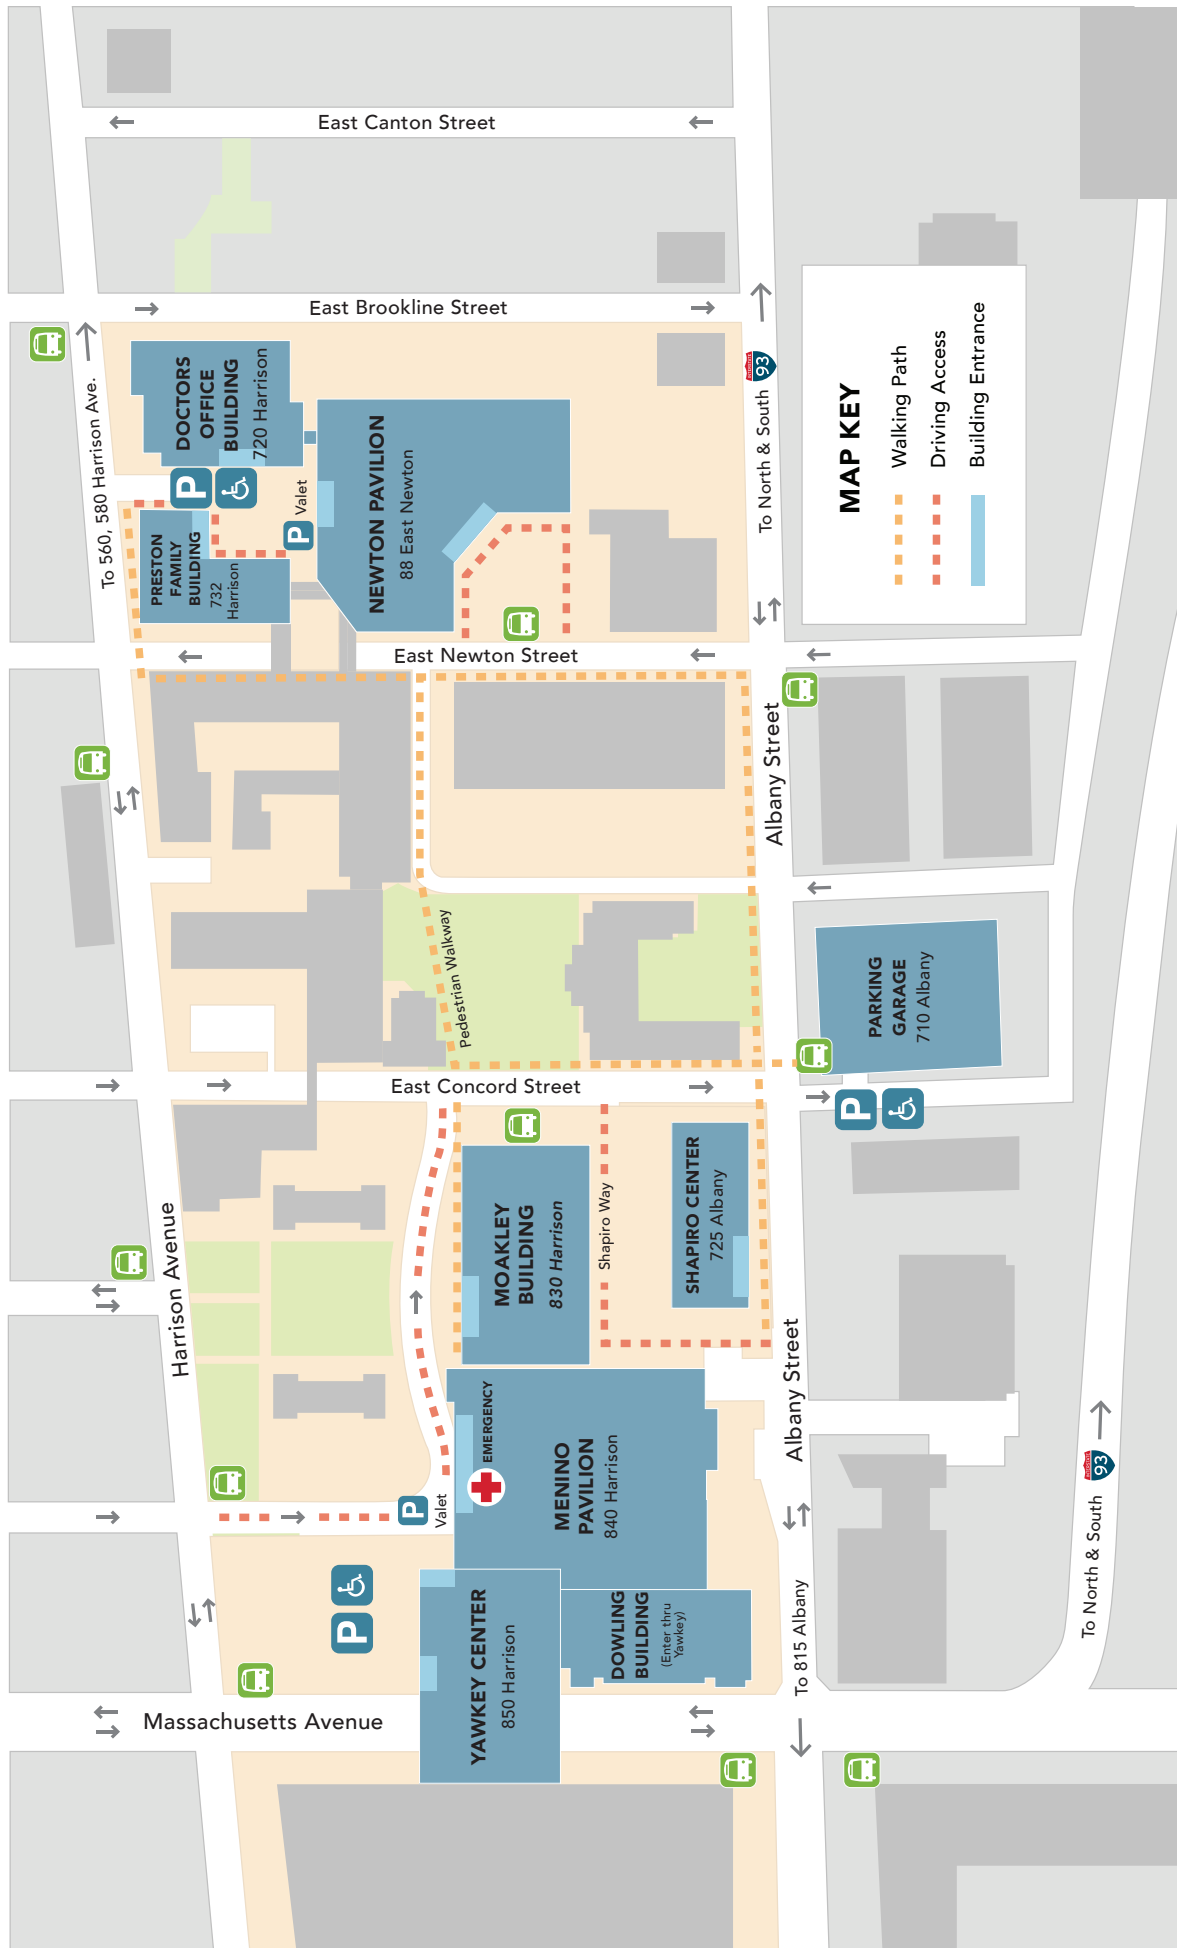 East Canton Street
East Brookline Street
To 560, 580 Harrison Ave.
DOCTORS
OFFICE
BUILDING
720 Harrison
P
PRESTON
FAMILY
BUILDING
732
Harrison
P
Valet
NEWTON PAVILION
88 East Newton
To North & South
93
MAP KEY
Walking Path
Driving Access
Building Entrance
East Newton Street
Albany Street
Pedestrian Walkway
PARKING
GARAGE
710 Albany
P
East Concord Street
Harrison Avenue
MOAKLEY
BUILDING
830 Harrison
Shapiro Way
SHAPIRO CENTER
725 Albany
Albany Street
EMERGENCY
MENINO
PAVILION
840 Harrison
P
Valet
P
YAWKEY CENTER
850 Harrison
DOWLING
BUILDING
(Enter thru
Yawkey)
To 815 Albany
Massachusetts Avenue
To North & South
93